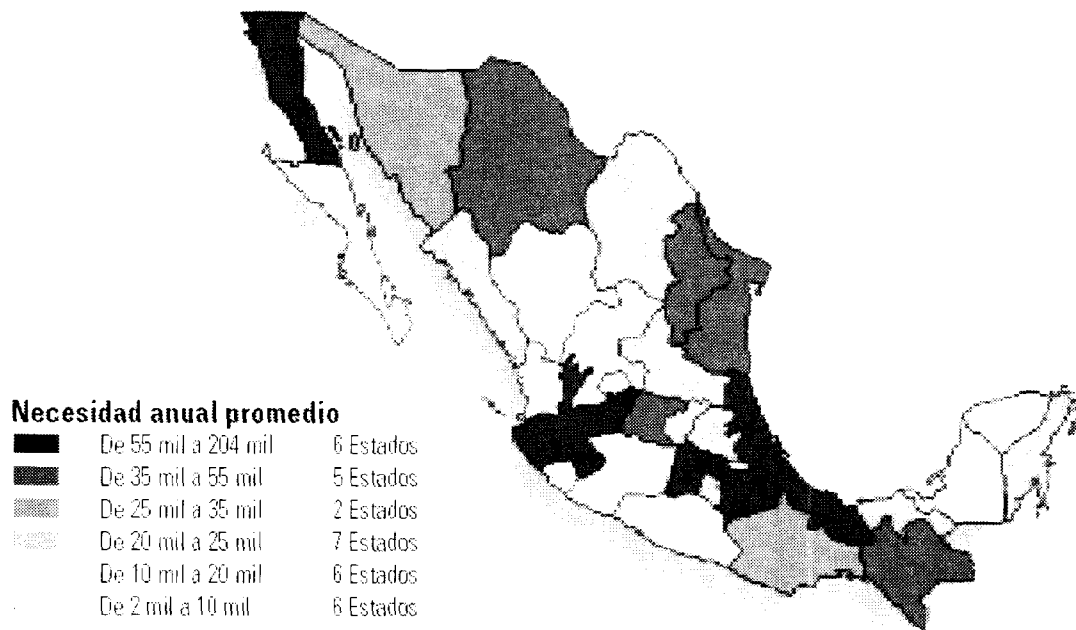 Necesidad anual promedio
De 55 mil a 204 mil 6 Estados
De 35 mil a 55 mil 5 Estados
De 25 mil a 35 mil 2 Estados
De 20 mil a 25 mil 7 Estados
De 10 mil a 20 mil 6 Estados
De 2 mil a 10 mil 6 Estados